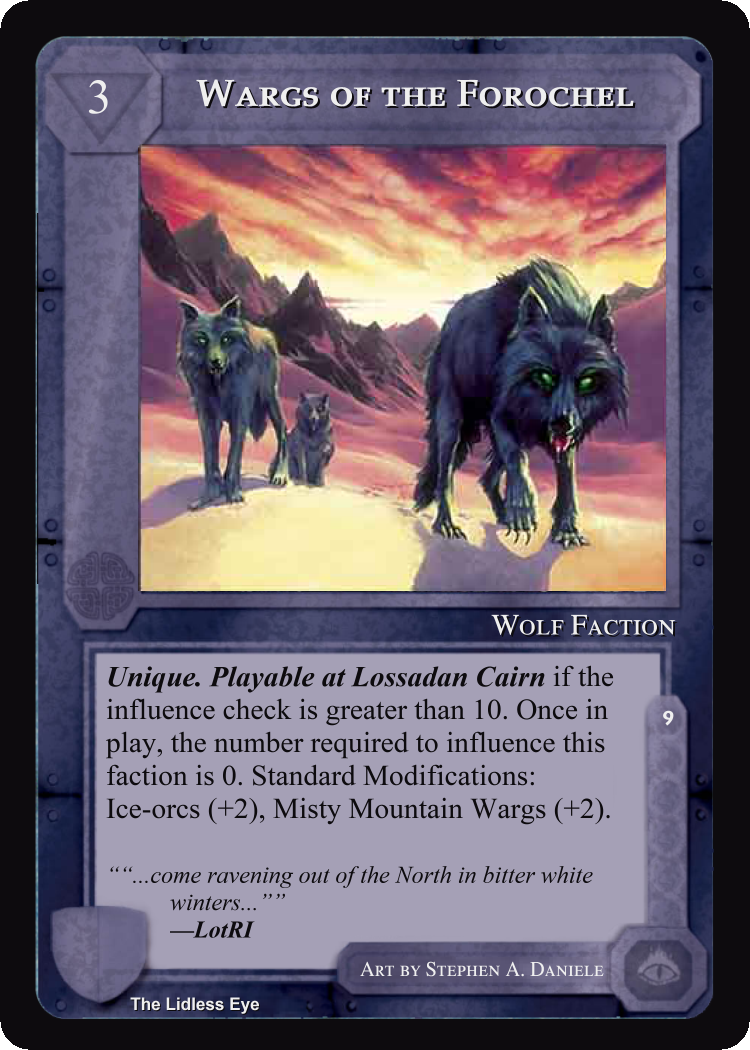 3
Wargs of the Forochel
Wolf Faction
Unique. Playable at Lossadan Cairn if the
influence check is greater than 10. Once in
play, the number required to influence this
faction is 0. Standard Modifications:
Ice-orcs (+2), Misty Mountain Wargs (+2).
9
““...come ravening out of the North in bitter white
winters...””
—LotRI
Art by Stephen A. Daniele
The Lidless Eye